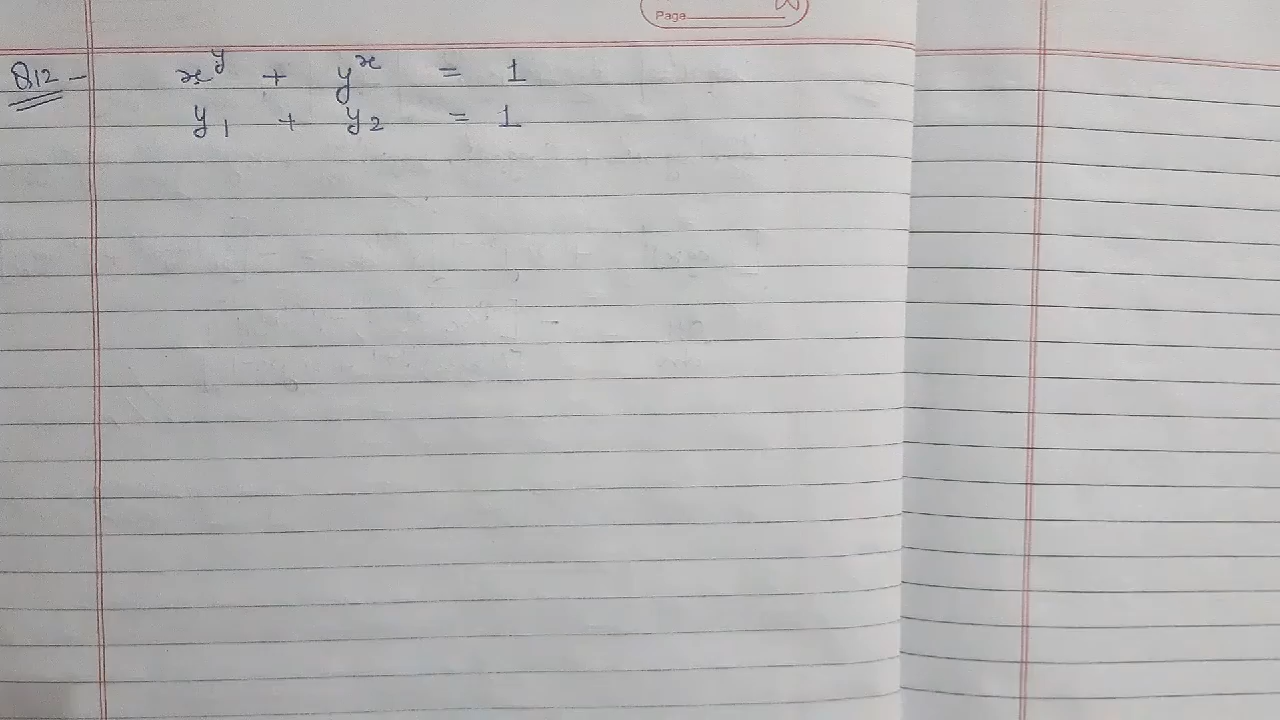 Page
Q12 - x^y + y^x = 1
y₁ + y₂ = 1